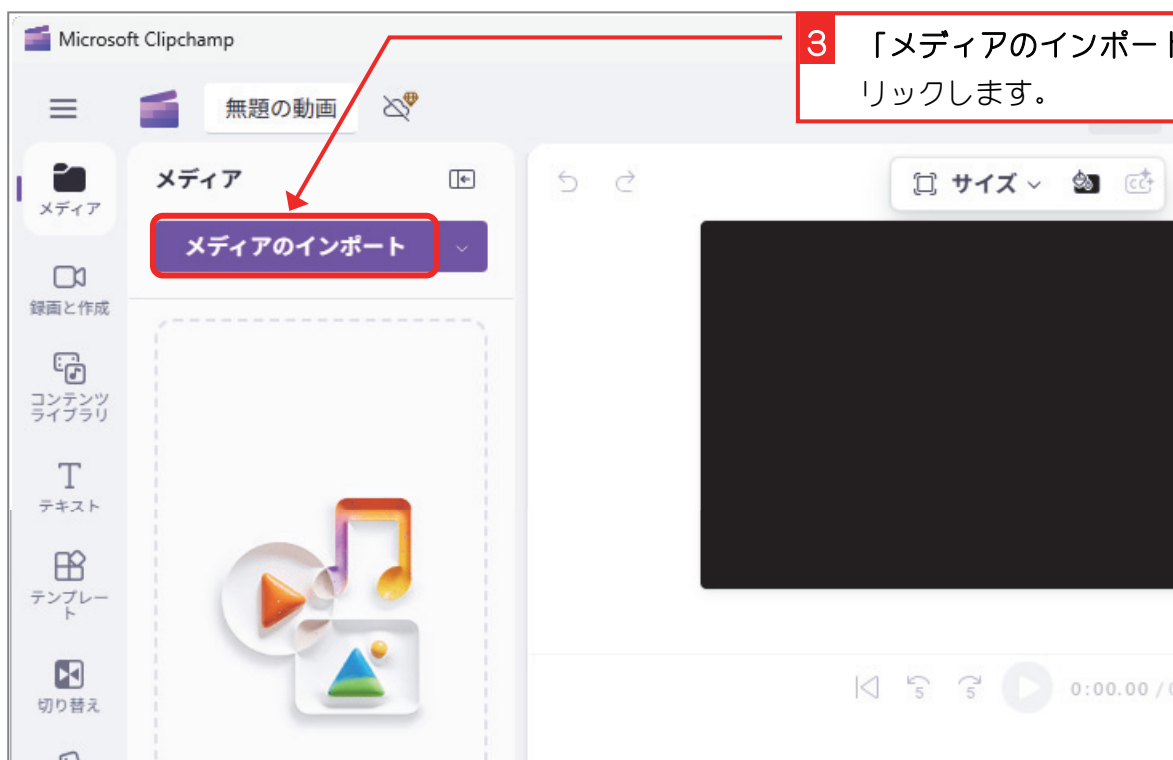 Microsoft Clipchamp
3 「メディアのインポート
リックします。
無題の動画
メディア
メディア
サイズ
CC
メディアのインポート
録画と作成
コンテンツ
ライブラリ
テキスト
テンプレー
ト
切り替え
5
5
0:00.00 /